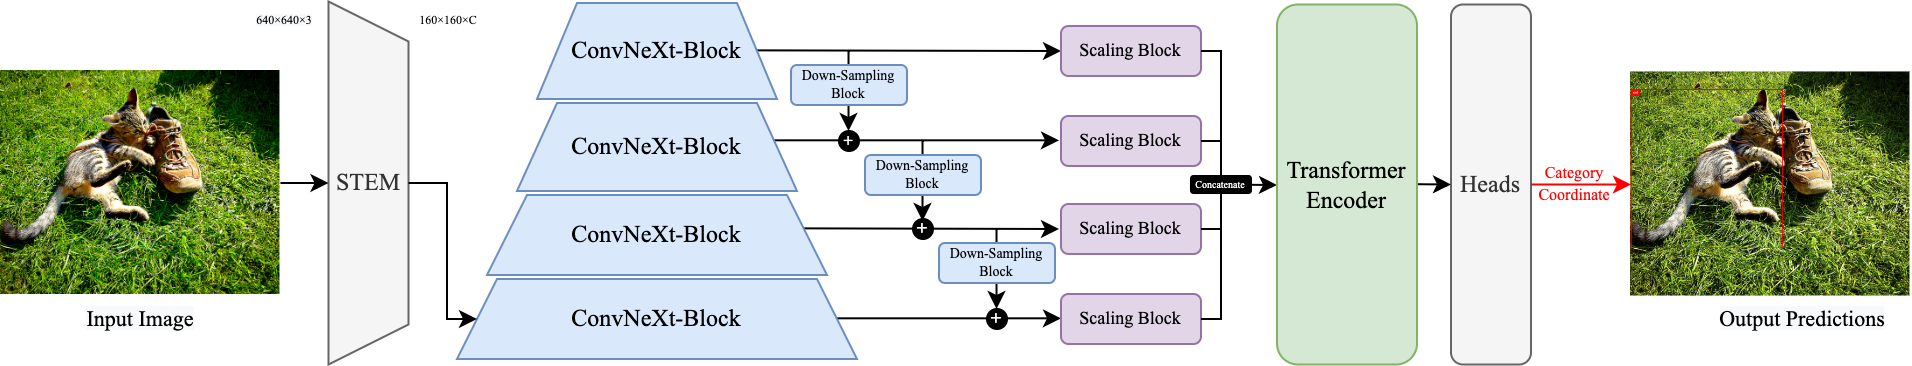 640×640×3
160×160×C
Input Image
STEM
ConvNeXt-Block
ConvNeXt-Block
ConvNeXt-Block
ConvNeXt-Block
Down-Sampling
Block
Down-Sampling
Block
Down-Sampling
Block
+
+
+
Scaling Block
Scaling Block
Scaling Block
Scaling Block
Concatenate
Transformer
Encoder
Heads
Category
Coordinate
Output Predictions